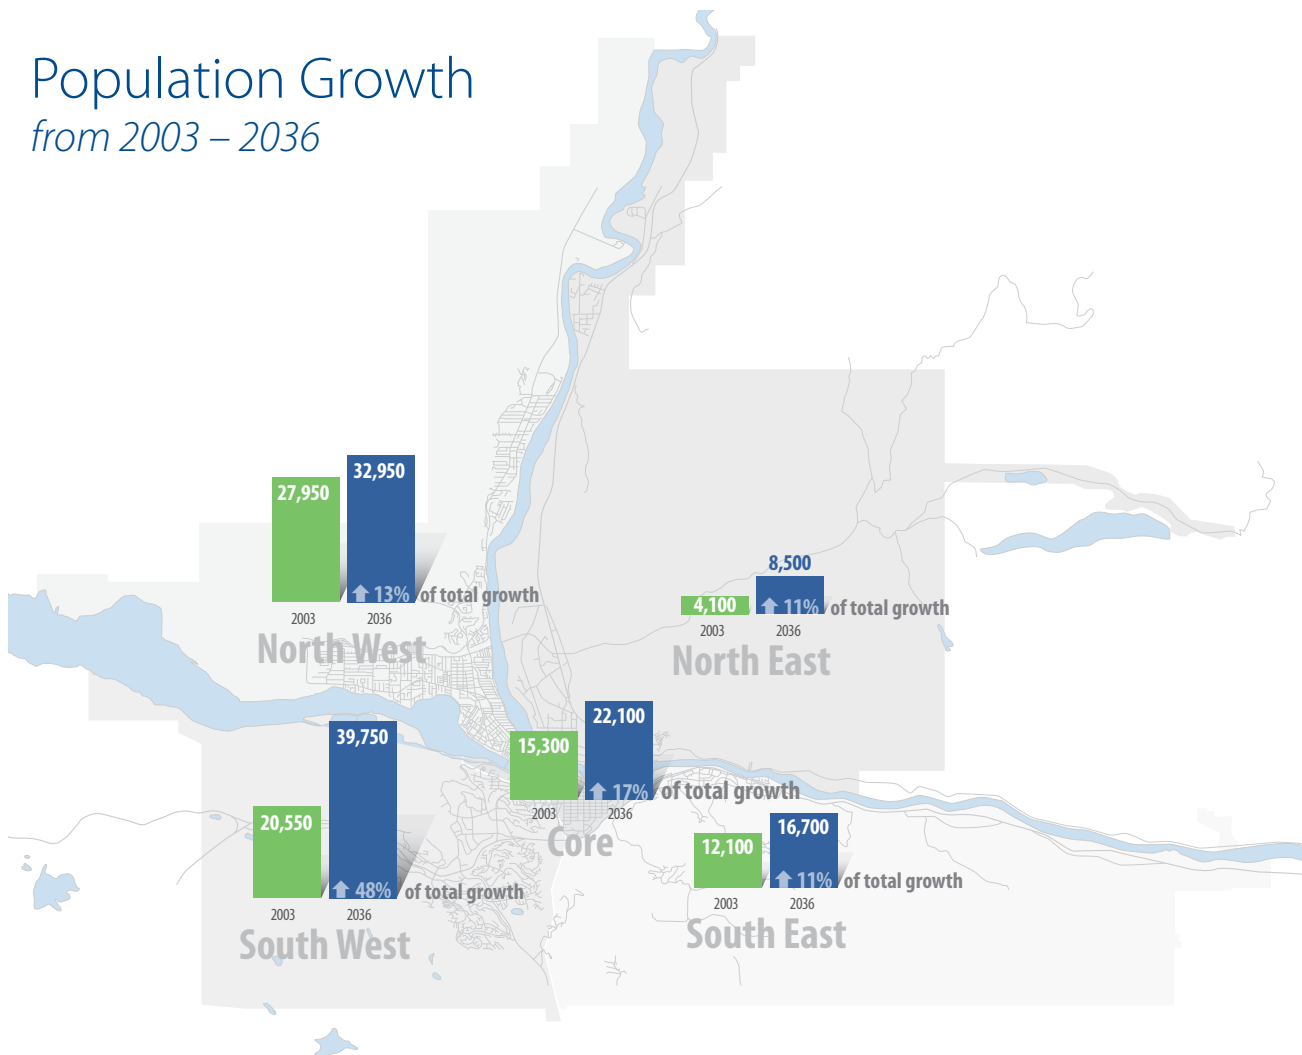 Population Growth
from 2003 – 2036
32,950
27,950
13% of total growth
2003 2036
North West
8,500
4,100
11% of total growth
2003 2036
North East
22,100
15,300
17% of total growth
2003 2036
Core
39,750
20,550
48% of total growth
2003 2036
South West
16,700
12,100
11% of total growth
2003 2036
South East